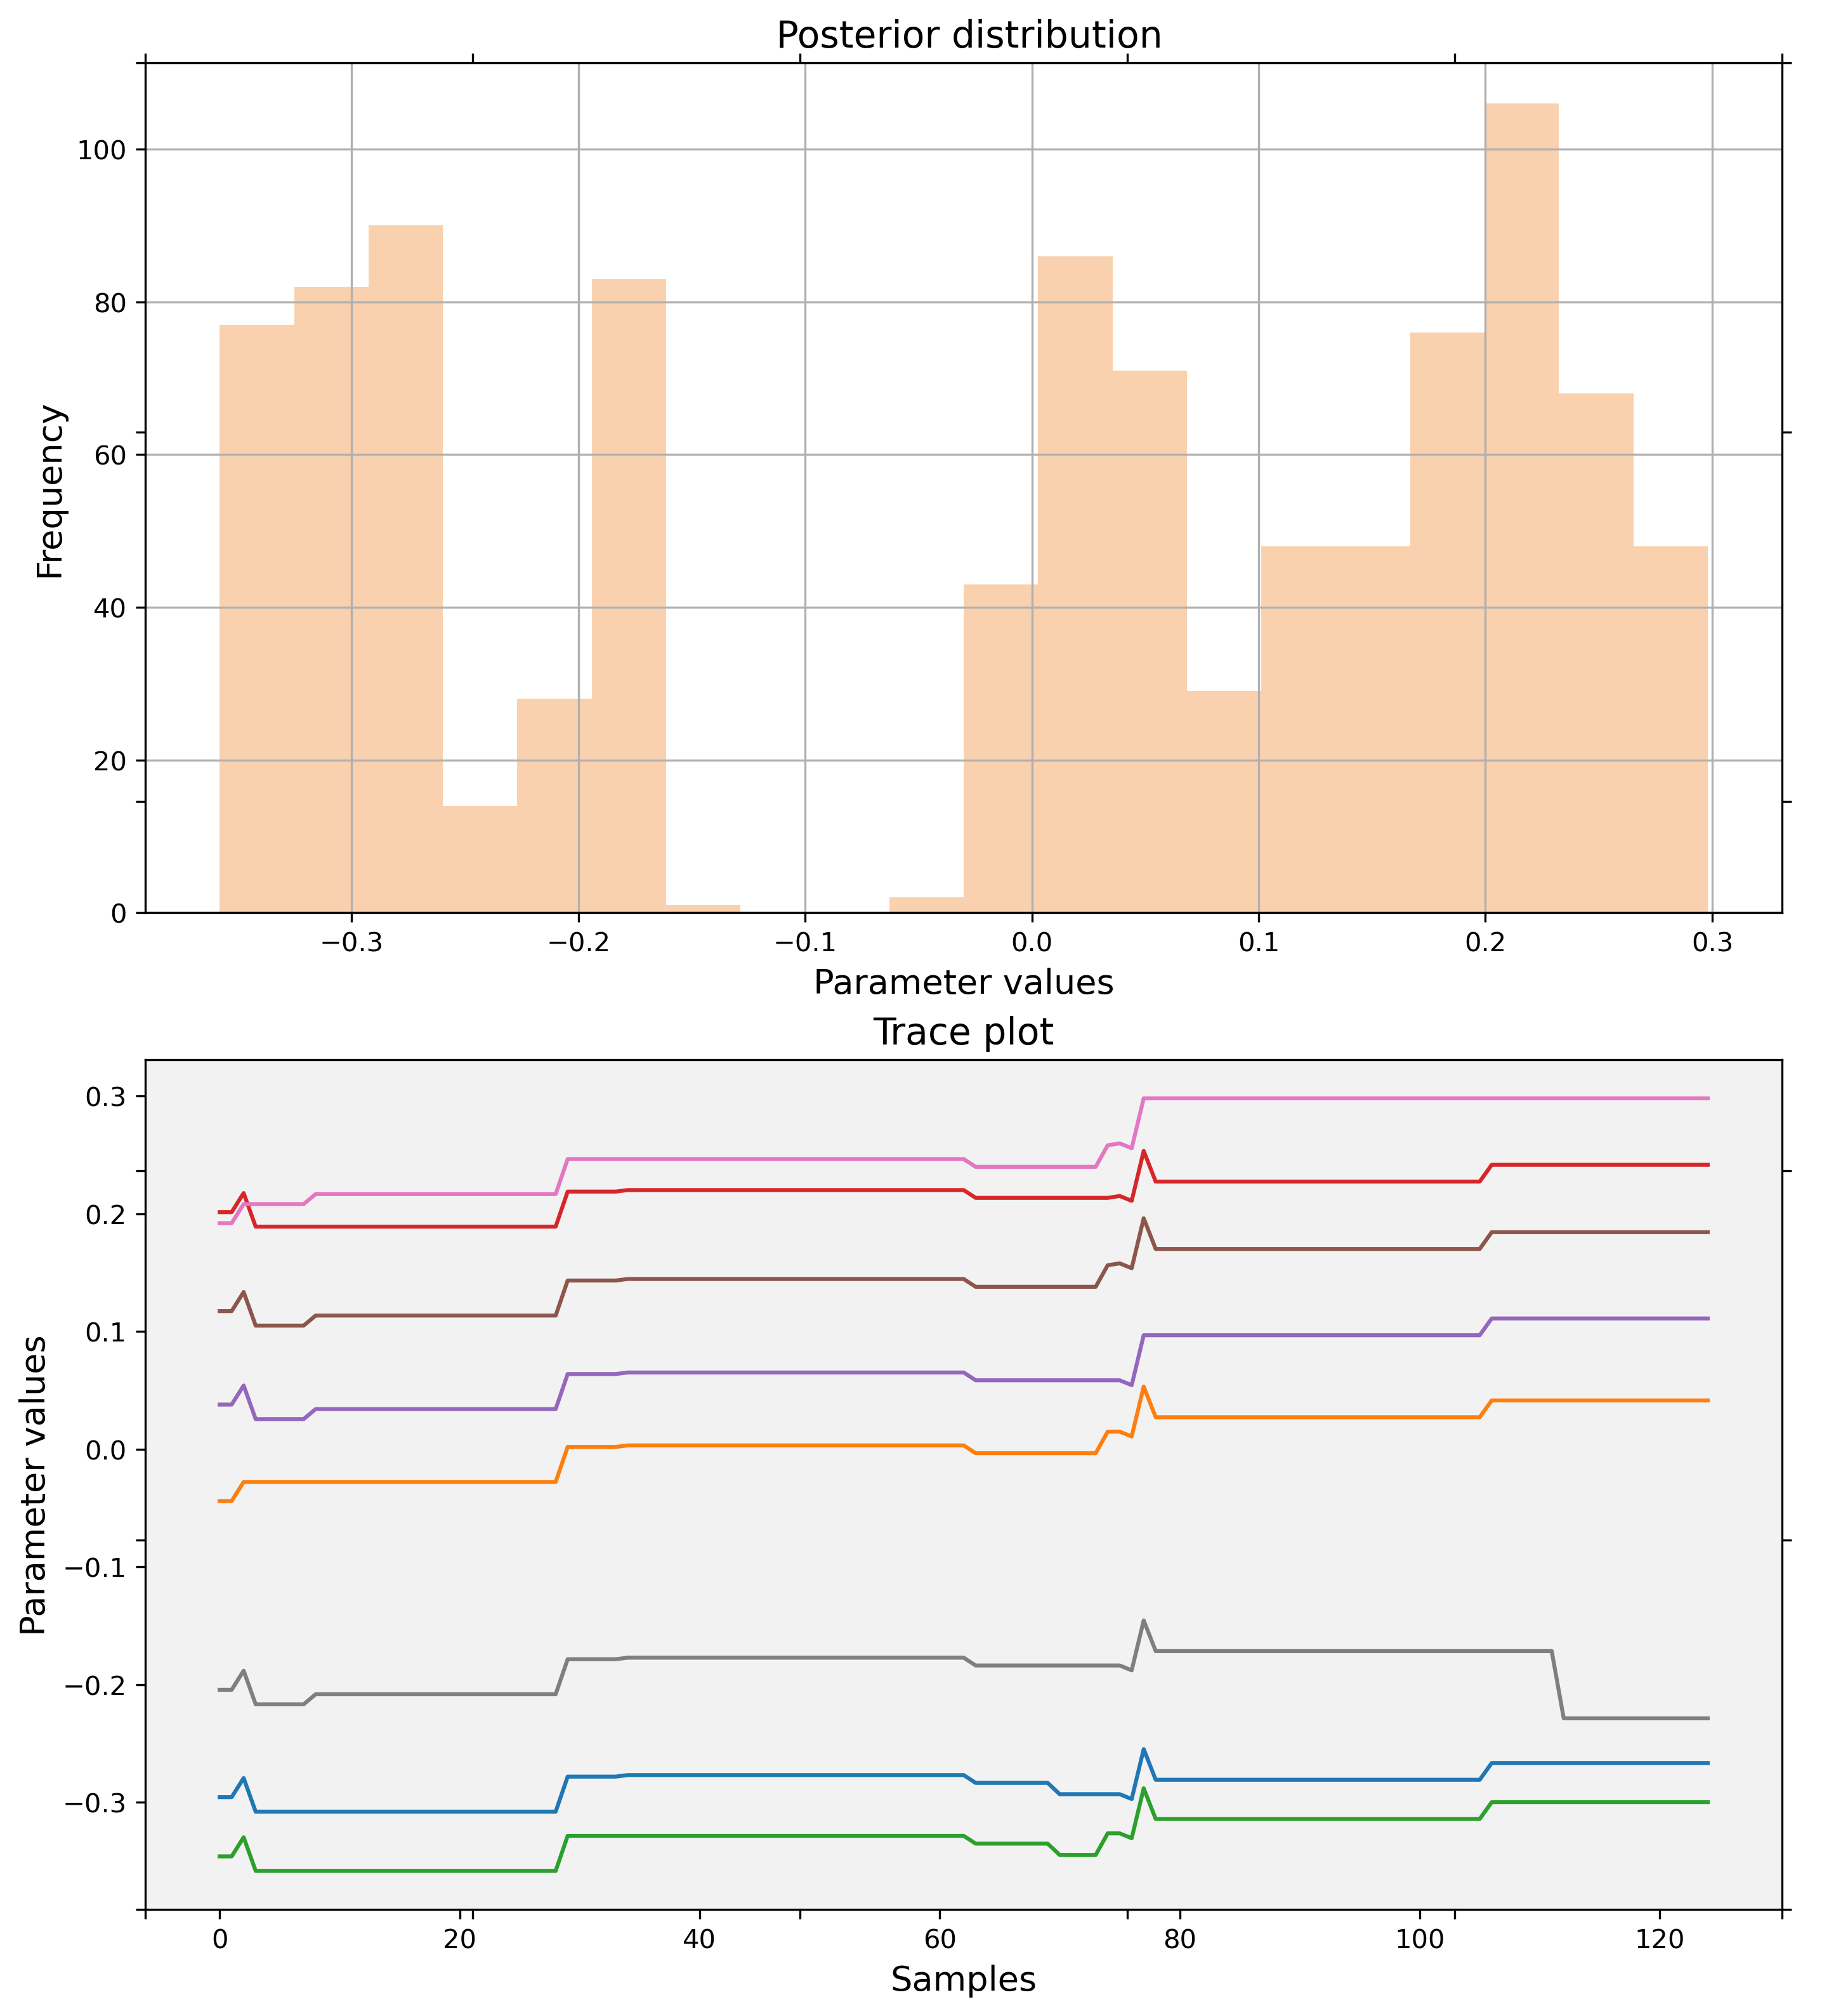 Posterior distribution
100
80
60
40
20
0
Frequency
−0.3 −0.2 −0.1 0.0 0.1 0.2 0.3
Parameter values
Trace plot
0.3
0.2
0.1
0.0
−0.1
−0.2
−0.3
Parameter values
0 20 40 60 80 100 120
Samples